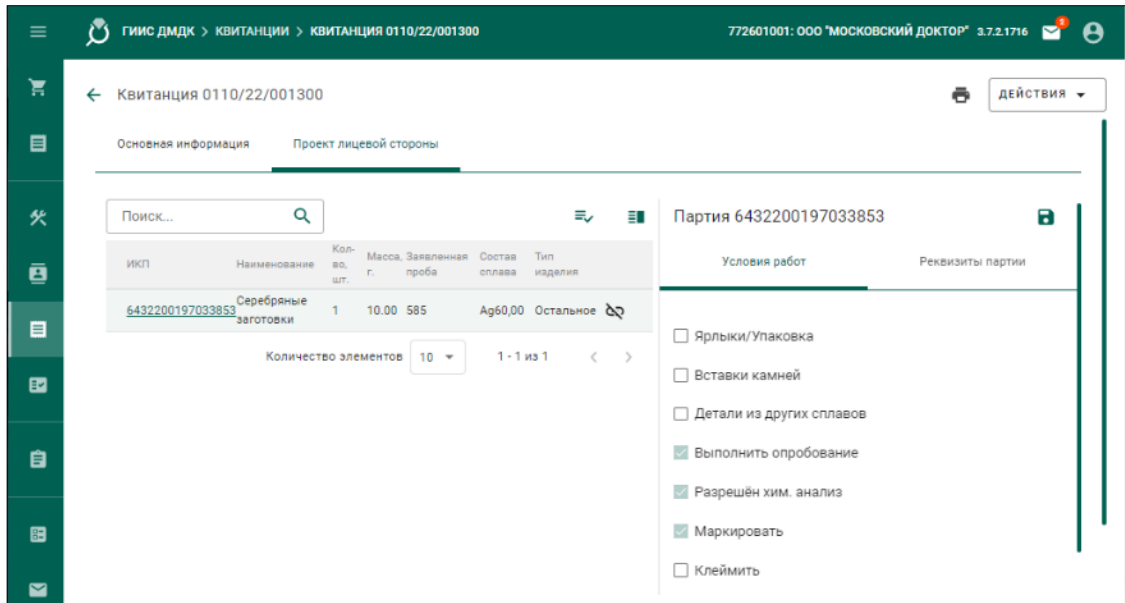 ГИИС ДМДК > КВИТАНЦИИ > КВИТАНЦИЯ 0110/22/001300
772601001: ООО "МОСКОВСКИЙ ДОКТОР" 3.7.2.1716 2
Квитанция 0110/22/001300
ДЕЙСТВИЯ
Основная информация Проект лицевой стороны
Поиск...
ИКП Наименование Кол-во, шт. Масса, г. Заявленная проба Состав сплава Тип изделия
6432200197033853 Серебряные заготовки 1 10.00 585 Ag60,00 Остальное
Количество элементов 10 1 - 1 из 1
Партия 6432200197033853
Условия работ Реквизиты партии
Ярлыки/Упаковка
Вставки камней
Детали из других сплавов
Выполнить опробование
Разрешён хим. анализ
Маркировать
Клеймить